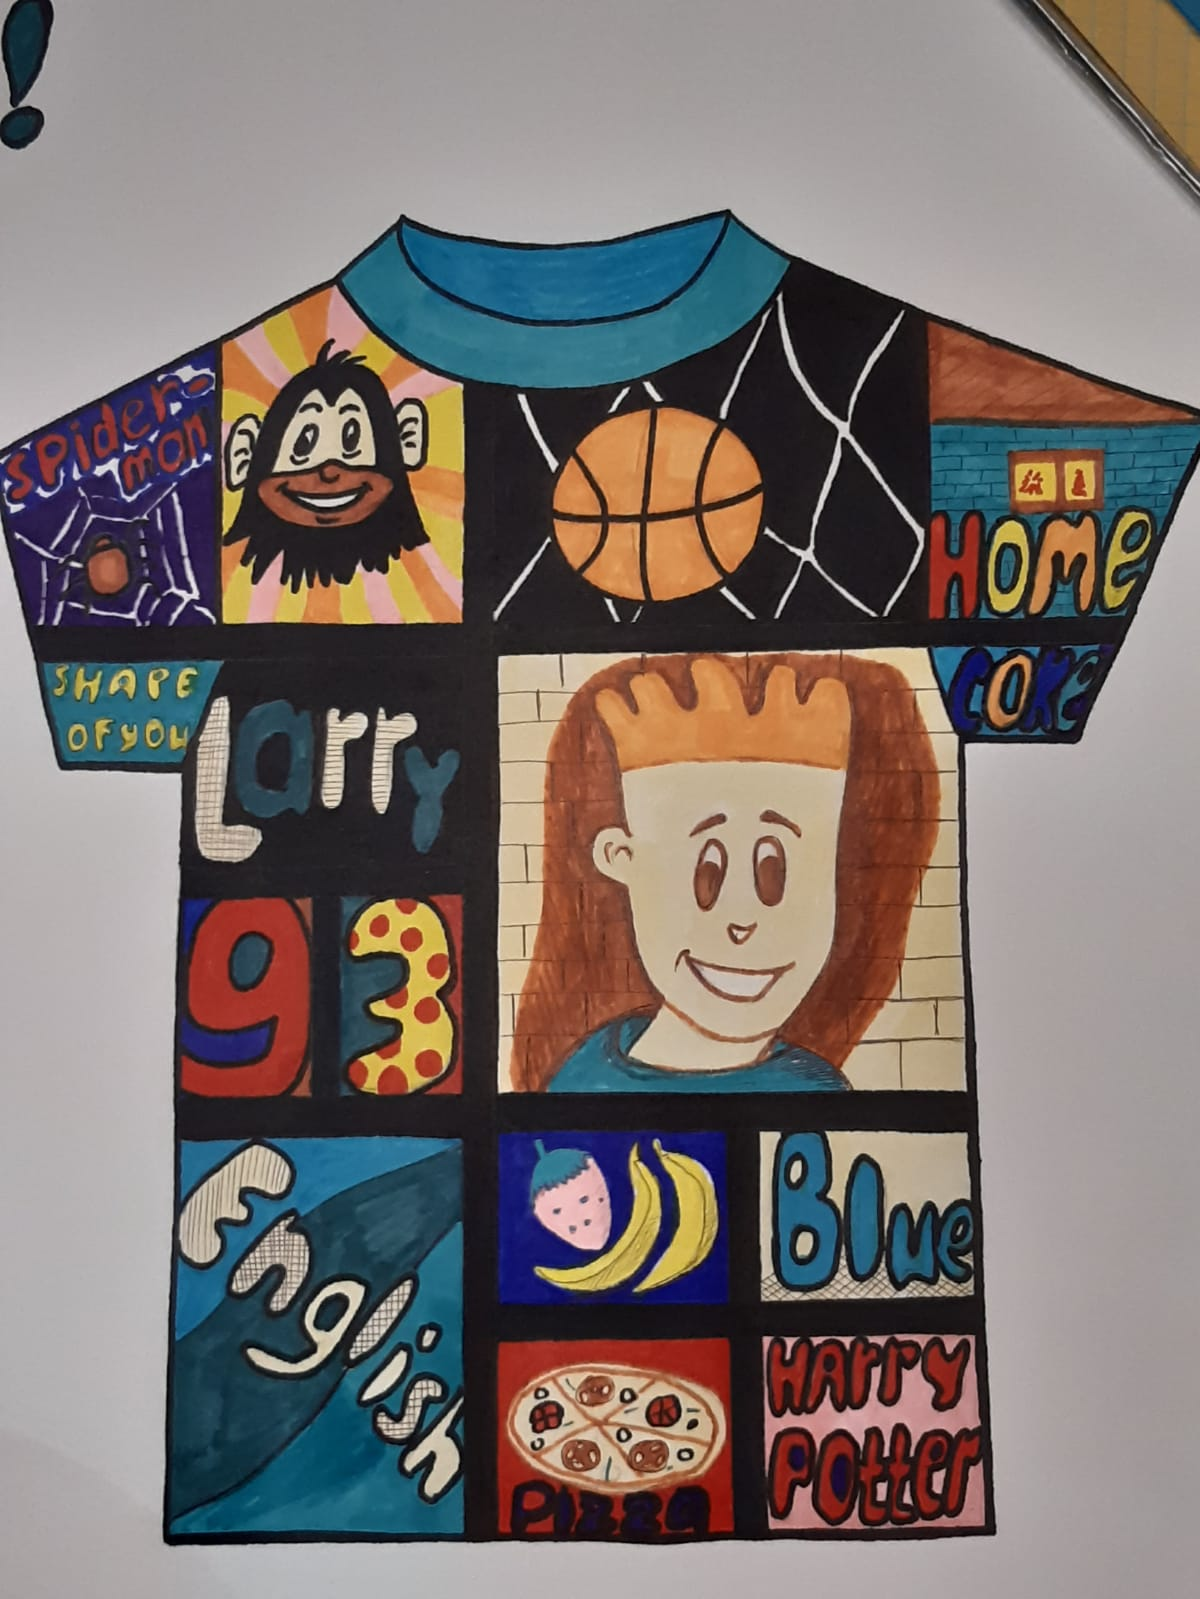 !
Spider-
man
HOME
SHAPE
OF YOU
COKE
Larry
93
English
Blue
Pizza
HArry
Potter